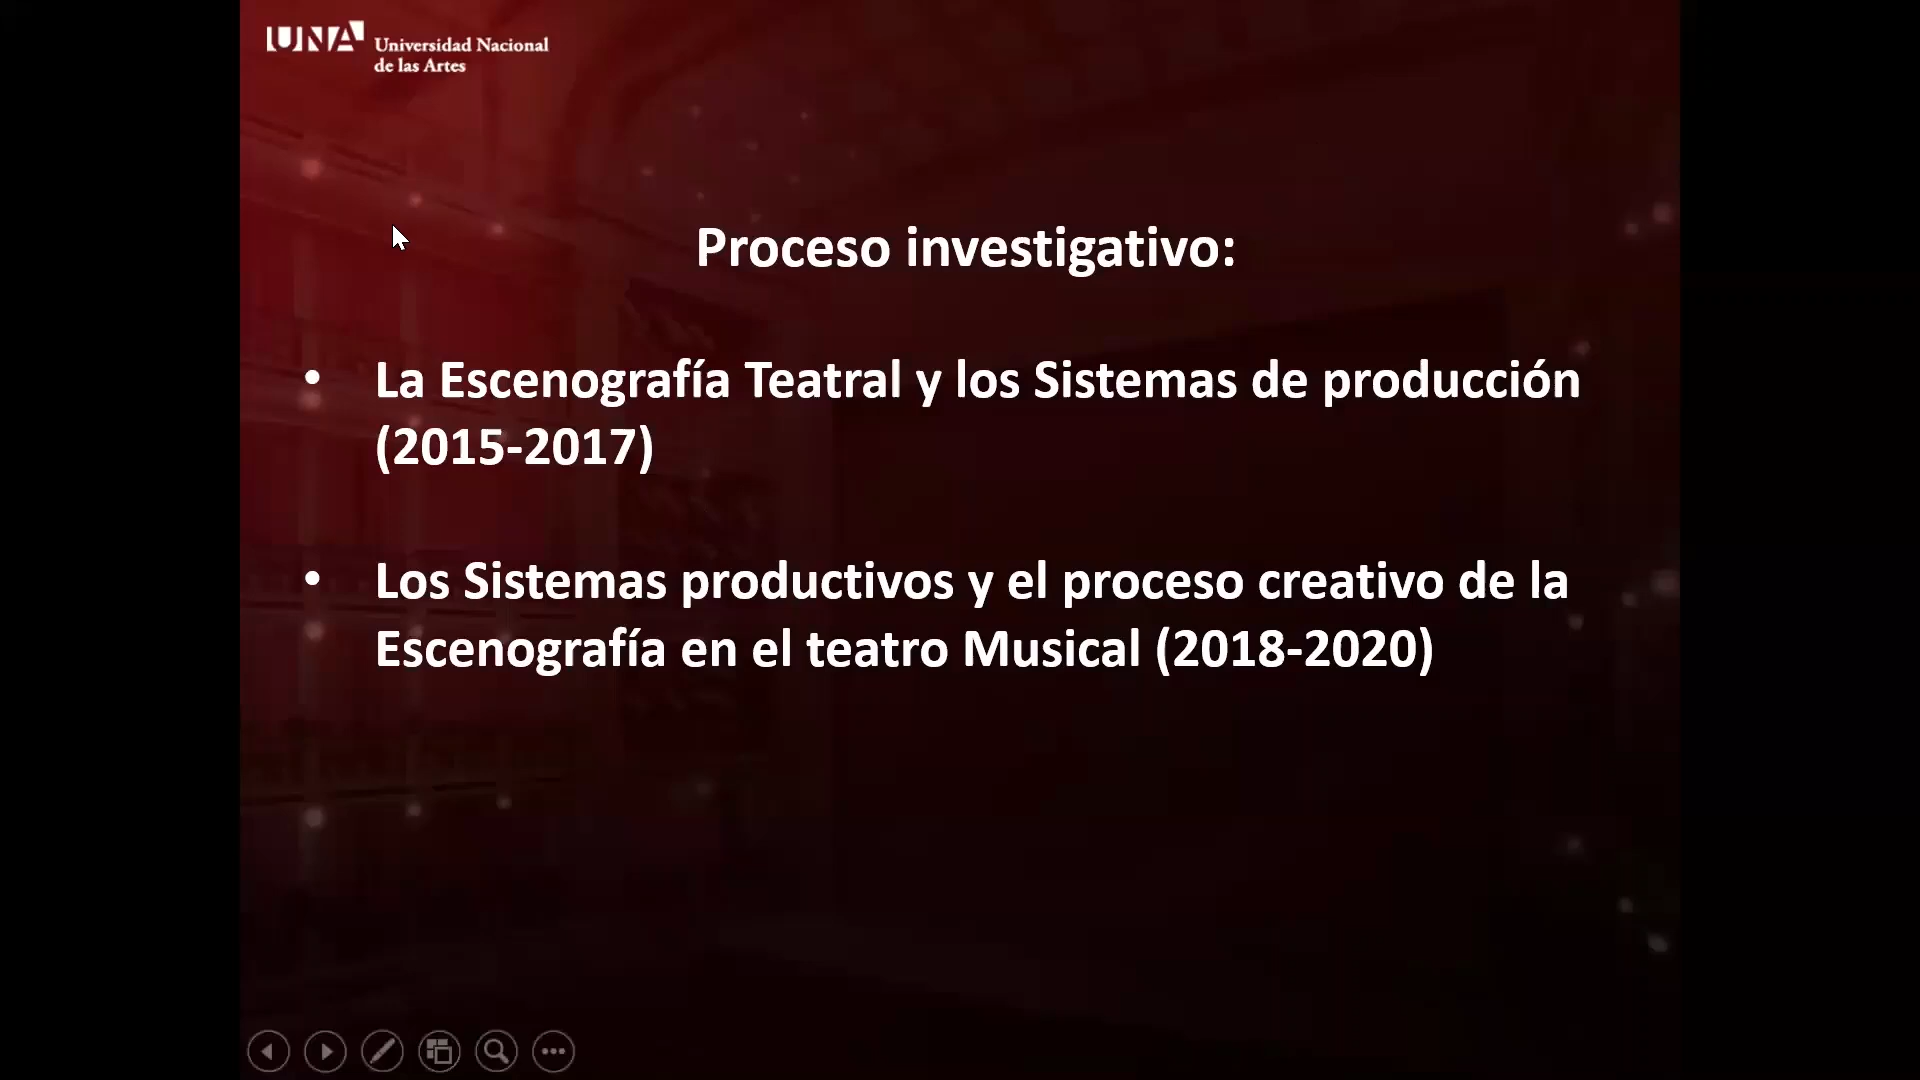 UNA Universidad Nacional
de las Artes
Proceso investigativo:
• La Escenografía Teatral y los Sistemas de producción
(2015-2017)
• Los Sistemas productivos y el proceso creativo de la
Escenografía en el teatro Musical (2018-2020)